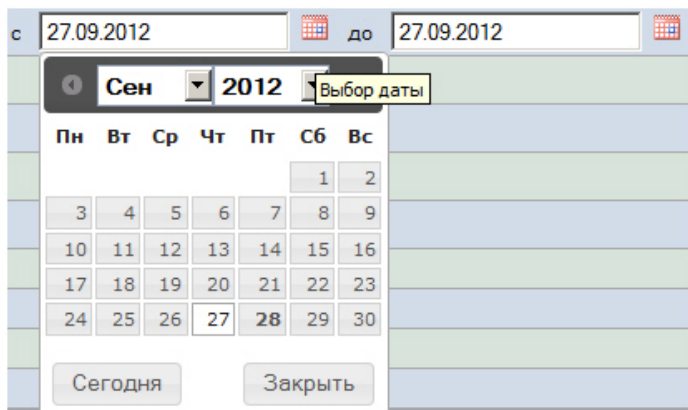 с 27.09.2012 до 27.09.2012
Сен 2012
Выбор даты
Пн Вт Ср Чт Пт Сб Вс
1 2
3 4 5 6 7 8 9
10 11 12 13 14 15 16
17 18 19 20 21 22 23
24 25 26 27 28 29 30
Сегодня Закрыть